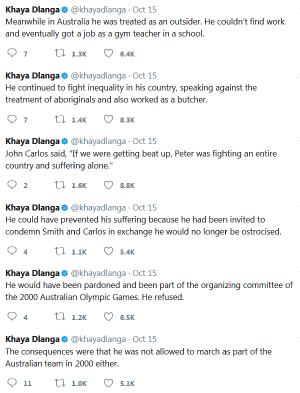 Khaya Dlanga @khayadlanga · Oct 15
Meanwhile in Australia he was treated as an outsider. He couldn't find work
and eventually got a job as a gym teacher in a school.
7 1.3K 6.4K
Khaya Dlanga @khayadlanga · Oct 15
He continued to fight inequality in his country, speaking against the
treatment of aboriginals and also worked as a butcher.
7 1.4K 8.3K
Khaya Dlanga @khayadlanga · Oct 15
John Carlos said, "If we were getting beat up, Peter was fighting an entire
country and suffering alone."
2 1.6K 8.8K
Khaya Dlanga @khayadlanga · Oct 15
He could have prevented his suffering because he had been invited to
condemn Smith and Carlos in exchange he would no longer be ostrocised.
4 1.1K 5.4K
Khaya Dlanga @khayadlanga · Oct 15
He would have been pardoned and been part of the organizing committee of
the 2000 Australian Olympic Games. He refused.
4 1.2K 6.5K
Khaya Dlanga @khayadlanga · Oct 15
The consequences were that he was not allowed to march as part of the
Australian team in 2000 either.
11 1.0K 5.1K